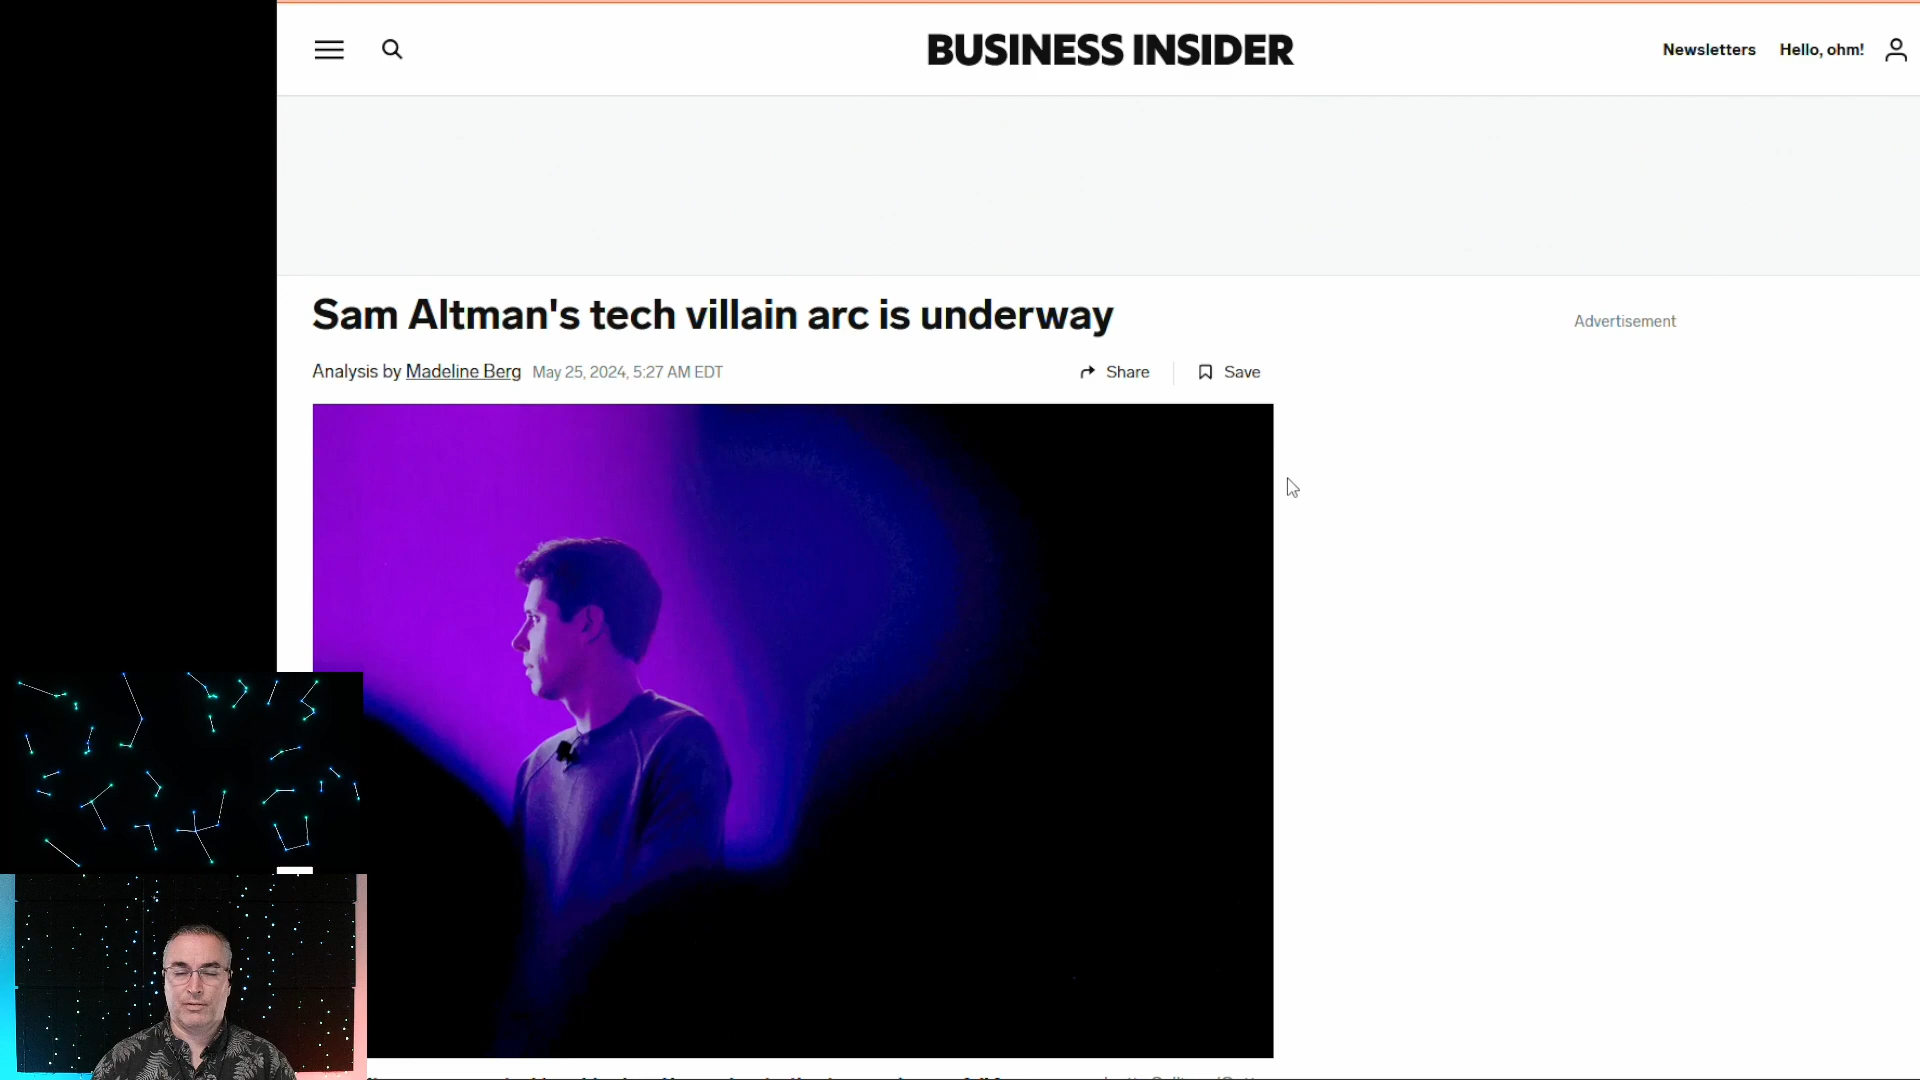 BUSINESS INSIDER
Newsletters
Hello, ohm!
Sam Altman's tech villain arc is underway
Advertisement
Analysis by Madeline Berg May 25, 2024, 5:27 AM EDT
Share
Save